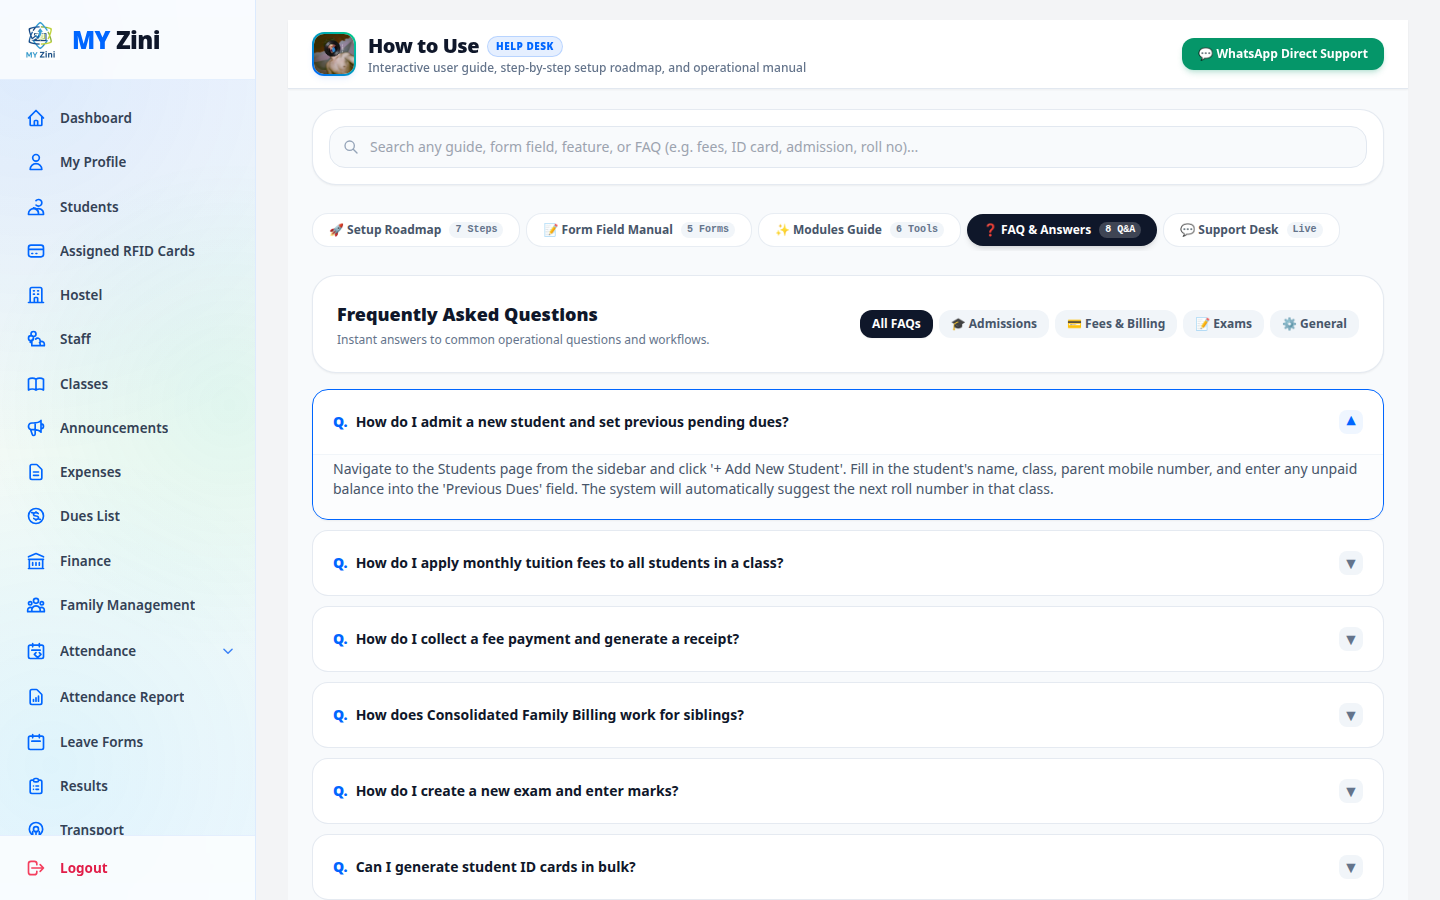 MY Zini
MY Zini
Dashboard
My Profile
Students
Assigned RFID Cards
Hostel
Staff
Classes
Announcements
Expenses
Dues List
Finance
Family Management
Attendance
Attendance Report
Leave Forms
Results
Transport
Logout
How to Use
HELP DESK
Interactive user guide, step-by-step setup roadmap, and operational manual
WhatsApp Direct Support
Search any guide, form field, feature, or FAQ (e.g. fees, ID card, admission, roll no)...
Setup Roadmap 7 Steps
Form Field Manual 5 Forms
Modules Guide 6 Tools
FAQ & Answers 8 Q&A
Support Desk Live
Frequently Asked Questions
Instant answers to common operational questions and workflows.
All FAQs
Admissions
Fees & Billing
Exams
General
Q. How do I admit a new student and set previous pending dues?
Navigate to the Students page from the sidebar and click '+ Add New Student'. Fill in the student's name, class, parent mobile number, and enter any unpaid
balance into the 'Previous Dues' field. The system will automatically suggest the next roll number in that class.
Q. How do I apply monthly tuition fees to all students in a class?
Q. How do I collect a fee payment and generate a receipt?
Q. How does Consolidated Family Billing work for siblings?
Q. How do I create a new exam and enter marks?
Q. Can I generate student ID cards in bulk?